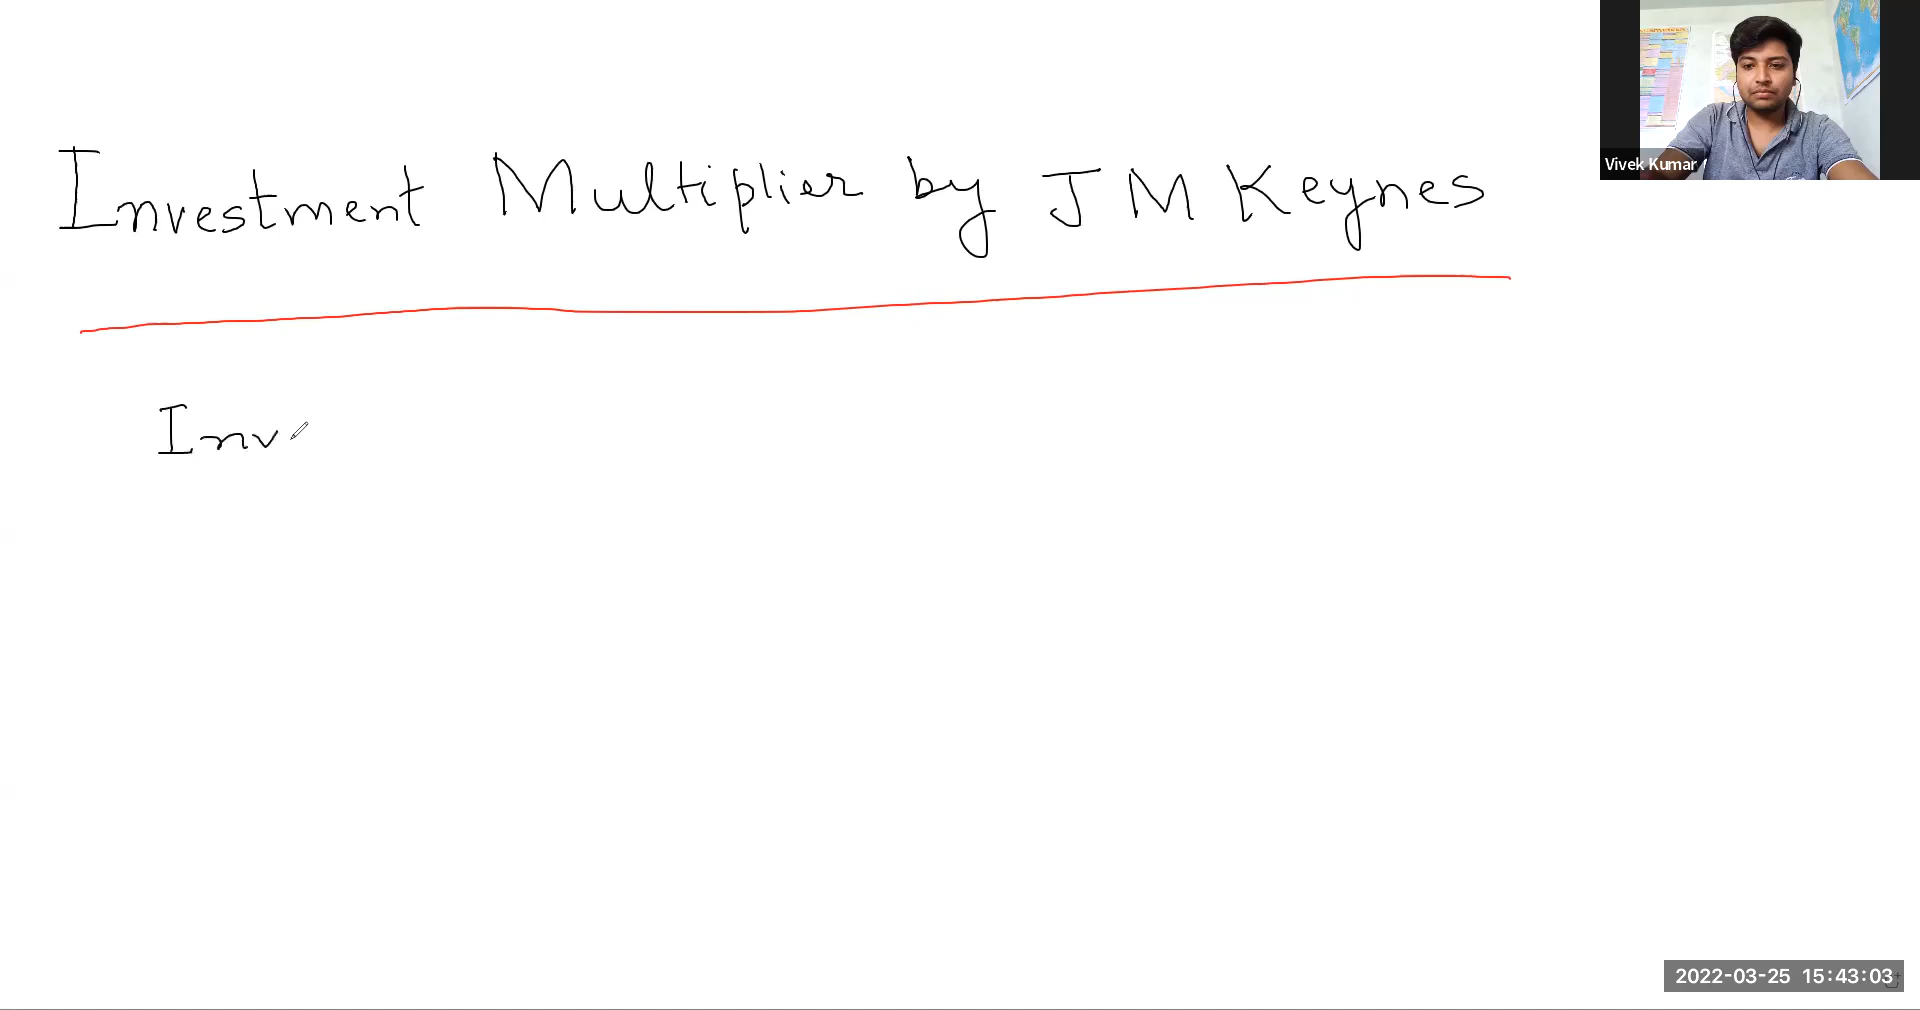 Vivek Kumar
Investment Multiplier by J M Keynes
Inv
2022-03-25 15:43:03